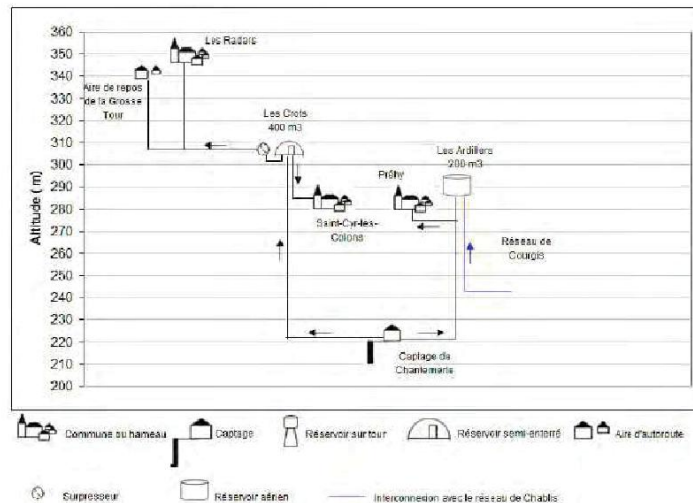 360
350
340
330
320
310
300
290
280
270
260
250
240
230
220
210
200
Altitude (m)
Les Radars
Aire de repos
de la Grosse
Tour
Les Crots
400 m3
Les Ardillers
200 m3
Préhy
Saint-Cyr-les-
Colons
Réseau de
Courgis
Captage de
Chantemerle
Commune ou hameau
Captage
Réservoir sur tour
Réservoir semi-enterré
Aire d'autoroute
Surpresseur
Réservoir aérien
Interconnexion avec le réseau de Chablis